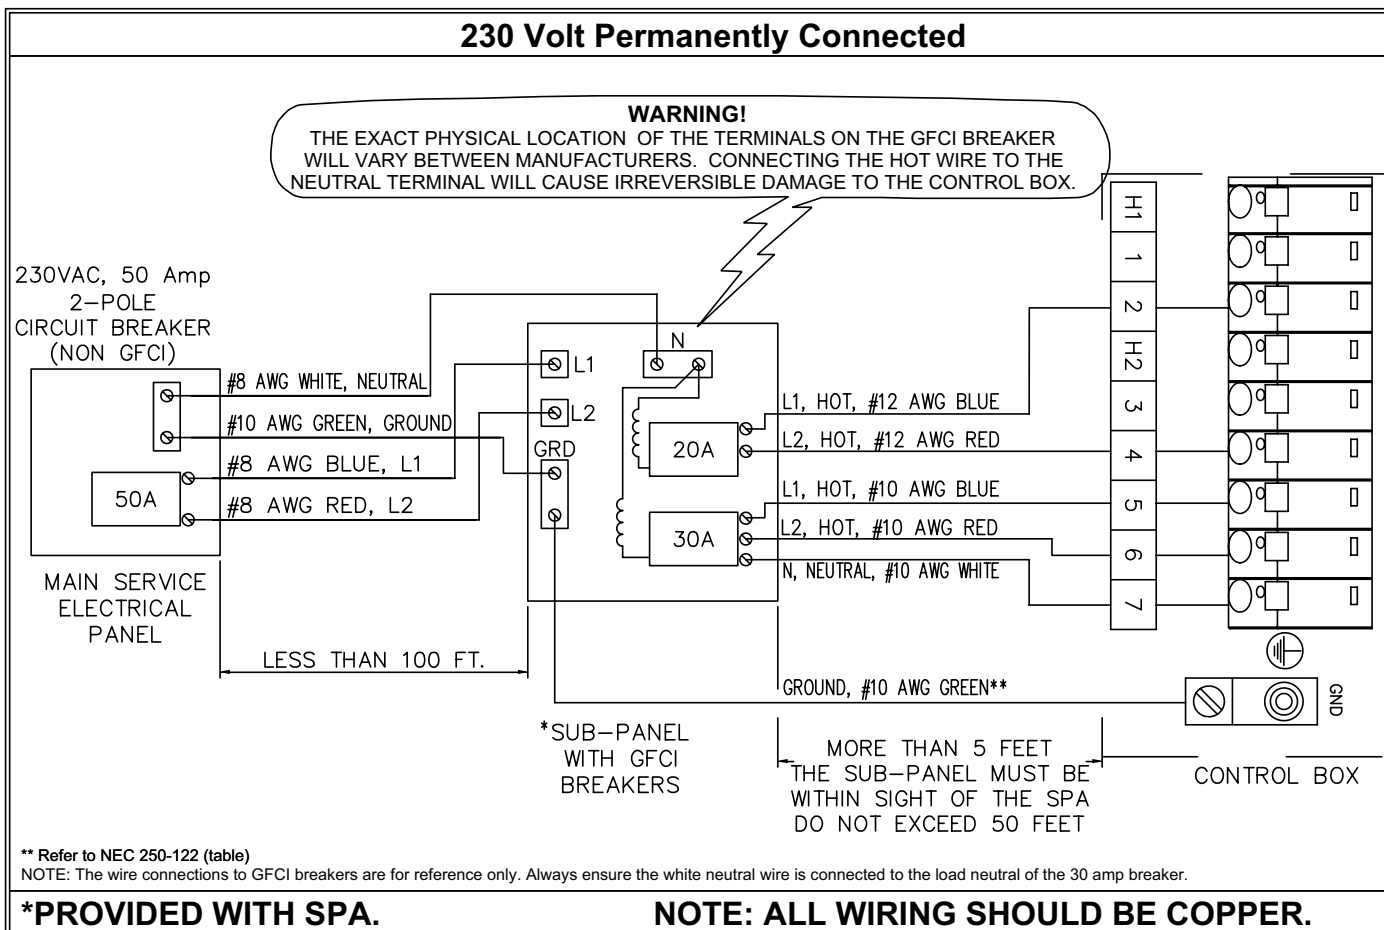 230 Volt Permanently Connected
WARNING!
THE EXACT PHYSICAL LOCATION OF THE TERMINALS ON THE GFCI BREAKER
WILL VARY BETWEEN MANUFACTURERS. CONNECTING THE HOT WIRE TO THE
NEUTRAL TERMINAL WILL CAUSE IRREVERSIBLE DAMAGE TO THE CONTROL BOX.
230VAC, 50 Amp
2-POLE
CIRCUIT BREAKER
(NON GFCI)
#8 AWG WHITE, NEUTRAL
#10 AWG GREEN, GROUND
#8 AWG BLUE, L1
#8 AWG RED, L2
50A
MAIN SERVICE
ELECTRICAL
PANEL
LESS THAN 100 FT.
N
L1
L2
GRD
20A
30A
*SUB-PANEL
WITH GFCI
BREAKERS
L1, HOT, #12 AWG BLUE
L2, HOT, #12 AWG RED
L1, HOT, #10 AWG BLUE
L2, HOT, #10 AWG RED
N, NEUTRAL, #10 AWG WHITE
GROUND, #10 AWG GREEN**
MORE THAN 5 FEET
THE SUB-PANEL MUST BE
WITHIN SIGHT OF THE SPA
DO NOT EXCEED 50 FEET
H1
1
2
H2
3
4
5
6
7
GND
CONTROL BOX
** Refer to NEC 250-122 (table)
NOTE: The wire connections to GFCI breakers are for reference only. Always ensure the white neutral wire is connected to the load neutral of the 30 amp breaker.
*PROVIDED WITH SPA.
NOTE: ALL WIRING SHOULD BE COPPER.